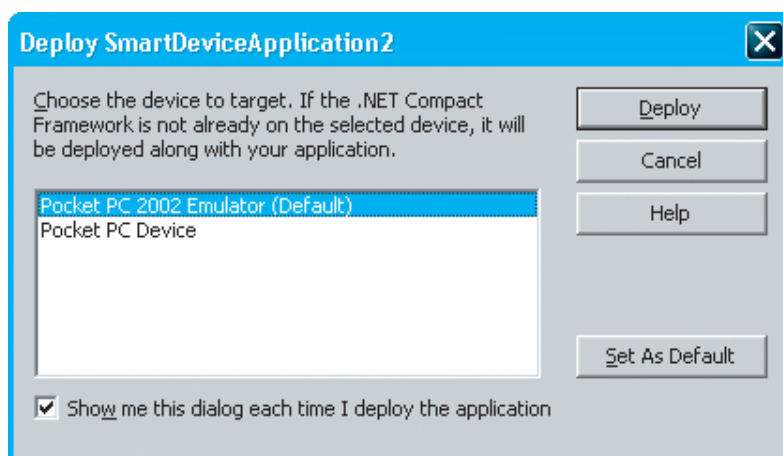 Deploy SmartDeviceApplication2
Choose the device to target. If the .NET Compact
Framework is not already on the selected device, it will
be deployed along with your application.
Pocket PC 2002 Emulator (Default)
Pocket PC Device
Show me this dialog each time I deploy the application
Deploy
Cancel
Help
Set As Default